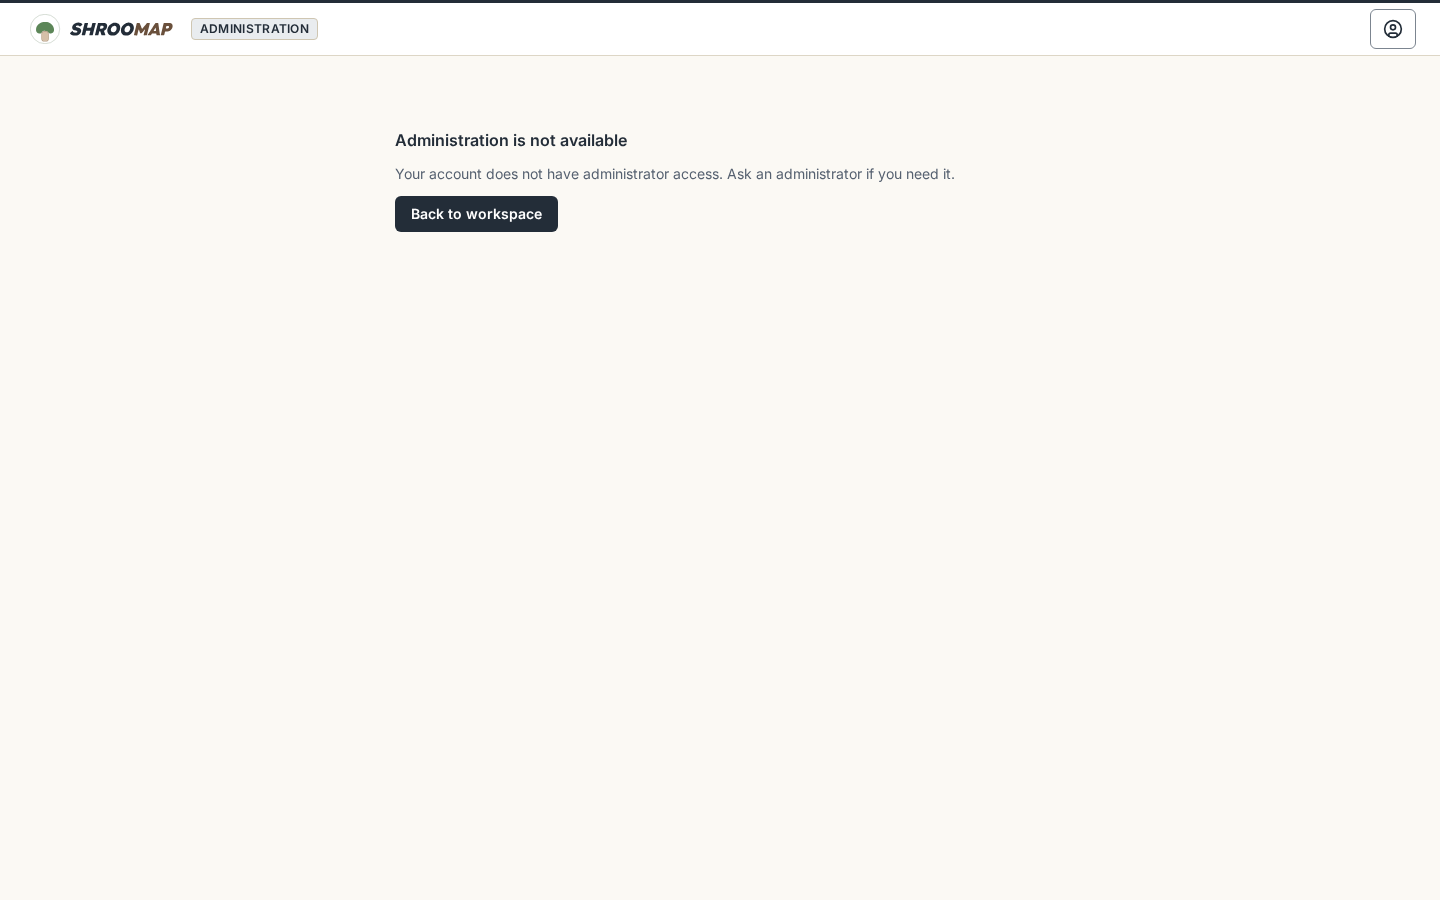 SHROOMAP
ADMINISTRATION
Administration is not available
Your account does not have administrator access. Ask an administrator if you need it.
Back to workspace